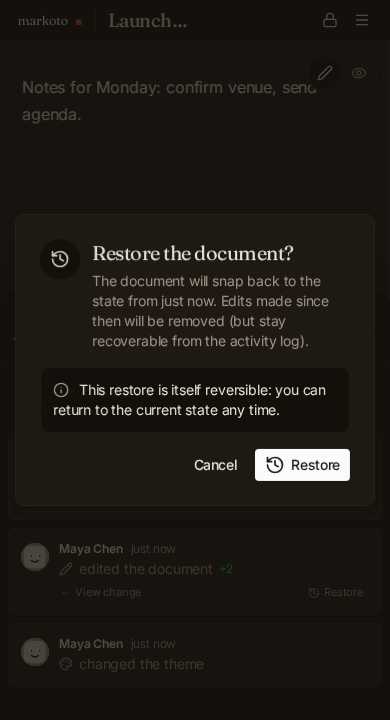 markoto
Launch...
Notes for Monday: confirm venue, send
agenda.
Restore the document?
The document will snap back to the
state from just now. Edits made since
then will be removed (but stay
recoverable from the activity log).
This restore is itself reversible: you can
return to the current state any time.
Cancel
Restore
Maya Chen just now
edited the document +2
View change
Restore
Maya Chen just now
changed the theme